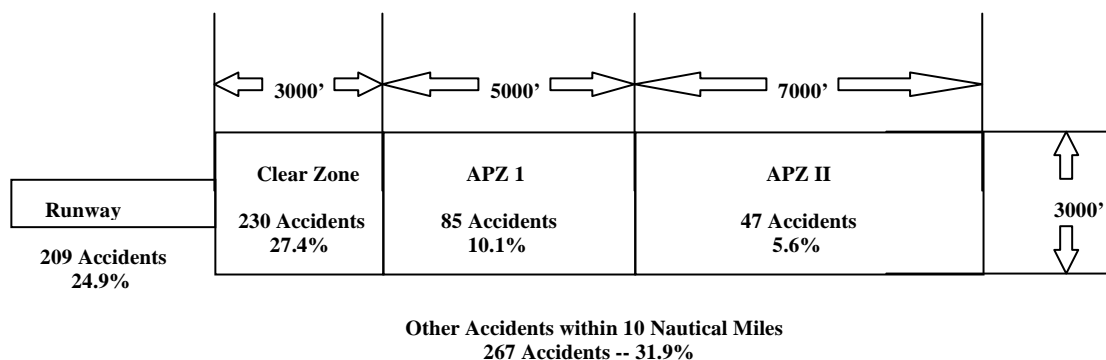 3000’
5000’
7000’
Clear Zone
APZ 1
APZ II
Runway
230 Accidents
27.4%
85 Accidents
10.1%
47 Accidents
5.6%
3000’
209 Accidents
24.9%
Other Accidents within 10 Nautical Miles
267 Accidents -- 31.9%